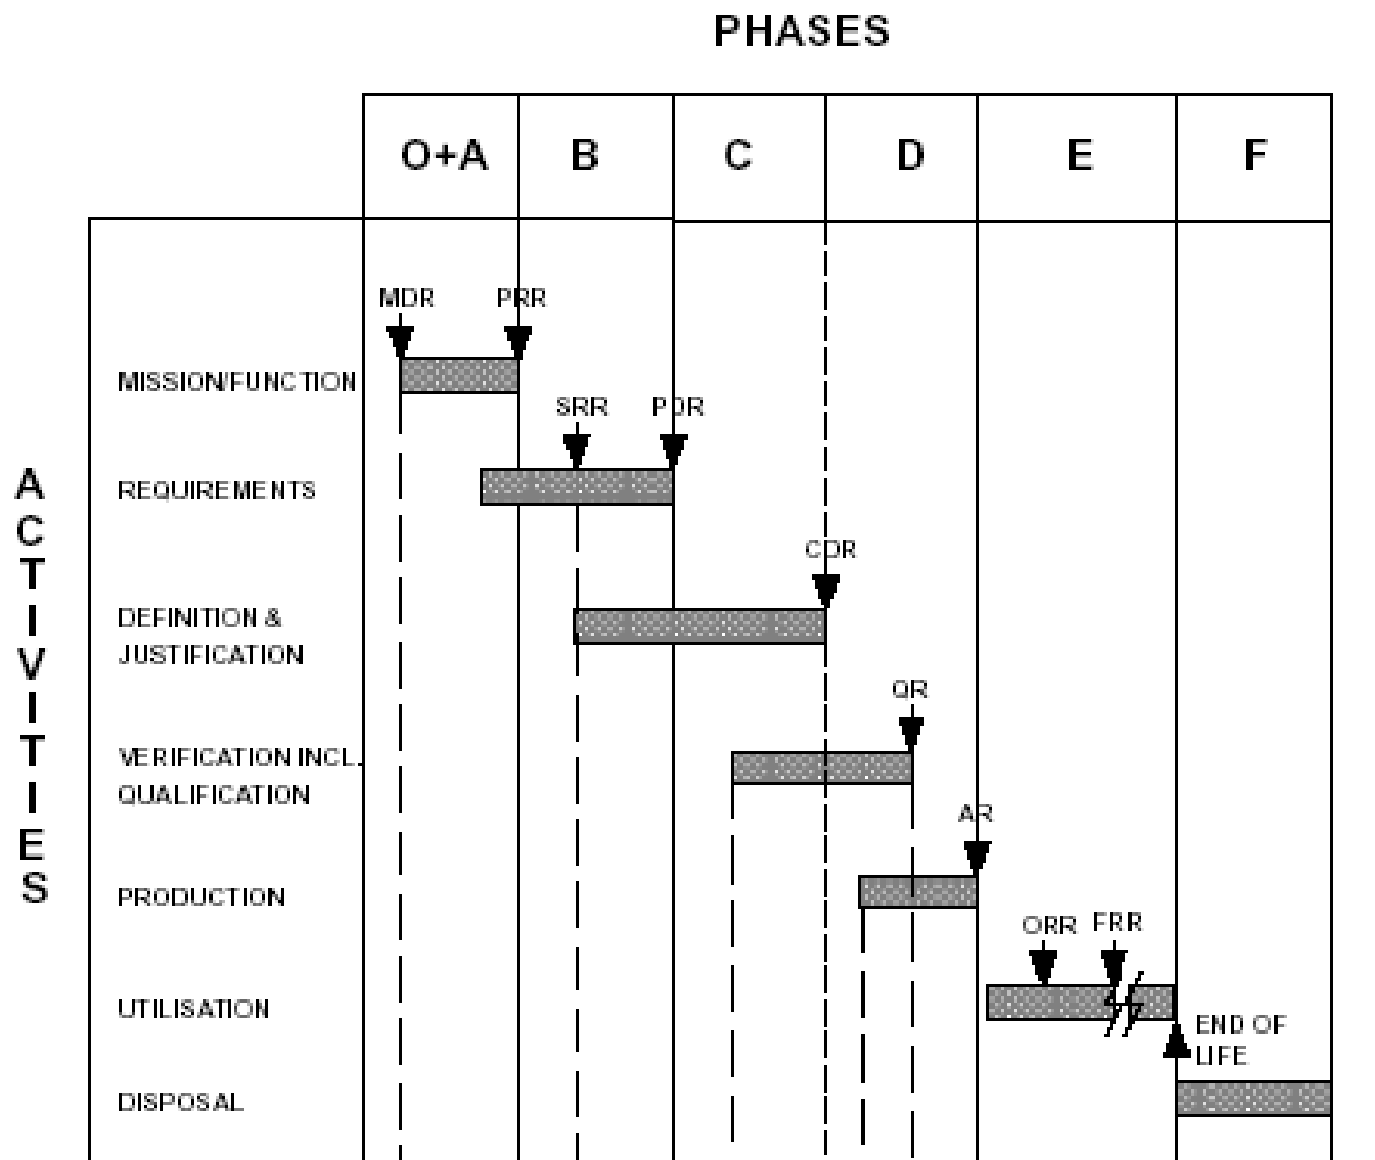 PHASES
O+A B C D E F
MDR PRR
MISSION/FUNCTION
SRR PDR
REQUIREMENTS
CDR
DEFINITION &
JUSTIFICATION
QR
VERIFICATION INCL.
QUALIFICATION
AR
PRODUCTION
ORR FRR
UTILISATION
END OF
LIFE
DISPOSAL
ACTIVITIES